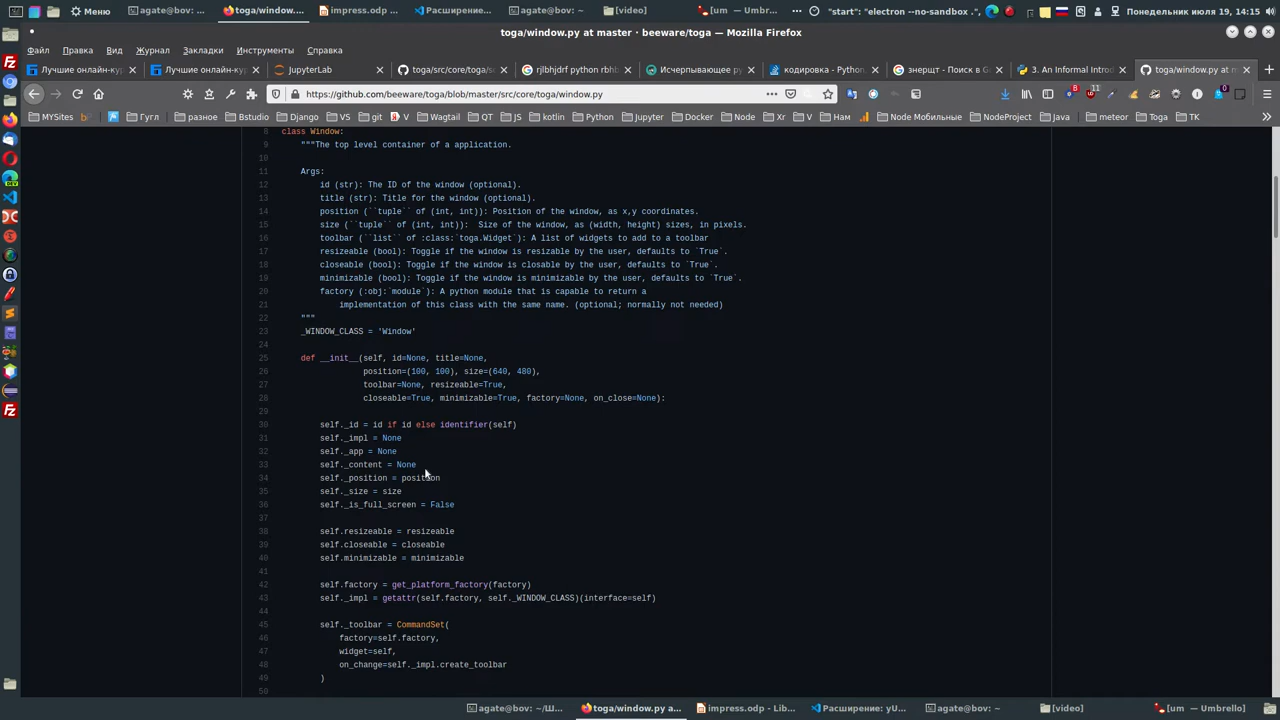 Меню
agate@bov: ...
toga/window....
impress.odp - ...
Расширение...
agate@bov: ~
[video]
[um — Umbr...
"start": "electron --no-sandbox .",
Понедельник июля 19, 14:15
toga/window.py at master · beeware/toga — Mozilla Firefox
Файл Правка Вид Журнал Закладки Инструменты Справка
Лучшие онлайн-кур
Лучшие онлайн-кур
JupyterLab
toga/src/core/toga/sc
rjlbhjdrf python rbhb
Исчерпывающее ру
кодировка - Python.
энерщт - Поиск в Go
3. An Informal Introd
toga/window.py at m
https://github.com/beeware/toga/blob/master/src/core/toga/window.py
MYSites Гугл разное Bstudio Django VS git V Wagtail QT JS kotlin Python Jupyter Docker Node Xr V Нам Node Мобильные NodeProject Java meteor Toga TK
8 class Window:
9 """The top level container of a application.
10
11 Args:
12 id (str): The ID of the window (optional).
13 title (str): Title for the window (optional).
14 position (``tuple`` of (int, int)): Position of the window, as x,y coordinates.
15 size (``tuple`` of (int, int)):  Size of the window, as (width, height) sizes, in pixels.
16 toolbar (``list`` of :class:`toga.Widget`): A list of widgets to add to a toolbar
17 resizeable (bool): Toggle if the window is resizable by the user, defaults to `True`.
18 closeable (bool): Toggle if the window is closable by the user, defaults to `True`.
19 minimizable (bool): Toggle if the window is minimizable by the user, defaults to `True`.
20 factory (:obj:`module`): A python module that is capable to return a
21 implementation of this class with the same name. (optional; normally not needed)
22 """
23 _WINDOW_CLASS = 'Window'
24
25 def __init__(self, id=None, title=None,
26 position=(100, 100), size=(640, 480),
27 toolbar=None, resizeable=True,
28 closeable=True, minimizable=True, factory=None, on_close=None):
29
30 self._id = id if id else identifier(self)
31 self._impl = None
32 self._app = None
33 self._content = None
34 self._position = position
35 self._size = size
36 self._is_full_screen = False
37
38 self.resizeable = resizeable
39 self.closeable = closeable
40 self.minimizable = minimizable
41
42 self.factory = get_platform_factory(factory)
43 self._impl = getattr(self.factory, self._WINDOW_CLASS)(interface=self)
44
45 self._toolbar = CommandSet(
46 factory=self.factory,
47 widget=self,
48 on_change=self._impl.create_toolbar
49 )
50
agate@bov: ~/Ш...
toga/window.py a...
impress.odp - Lib...
Расширение: yU...
agate@bov: ~
[video]
[um — Umbrello]